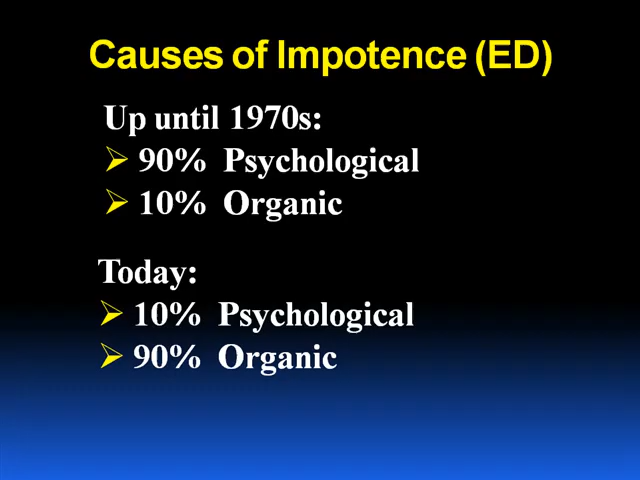 Causes of Impotence (ED)
Up until 1970s:
➢ 90% Psychological
➢ 10% Organic
Today:
➢ 10% Psychological
➢ 90% Organic